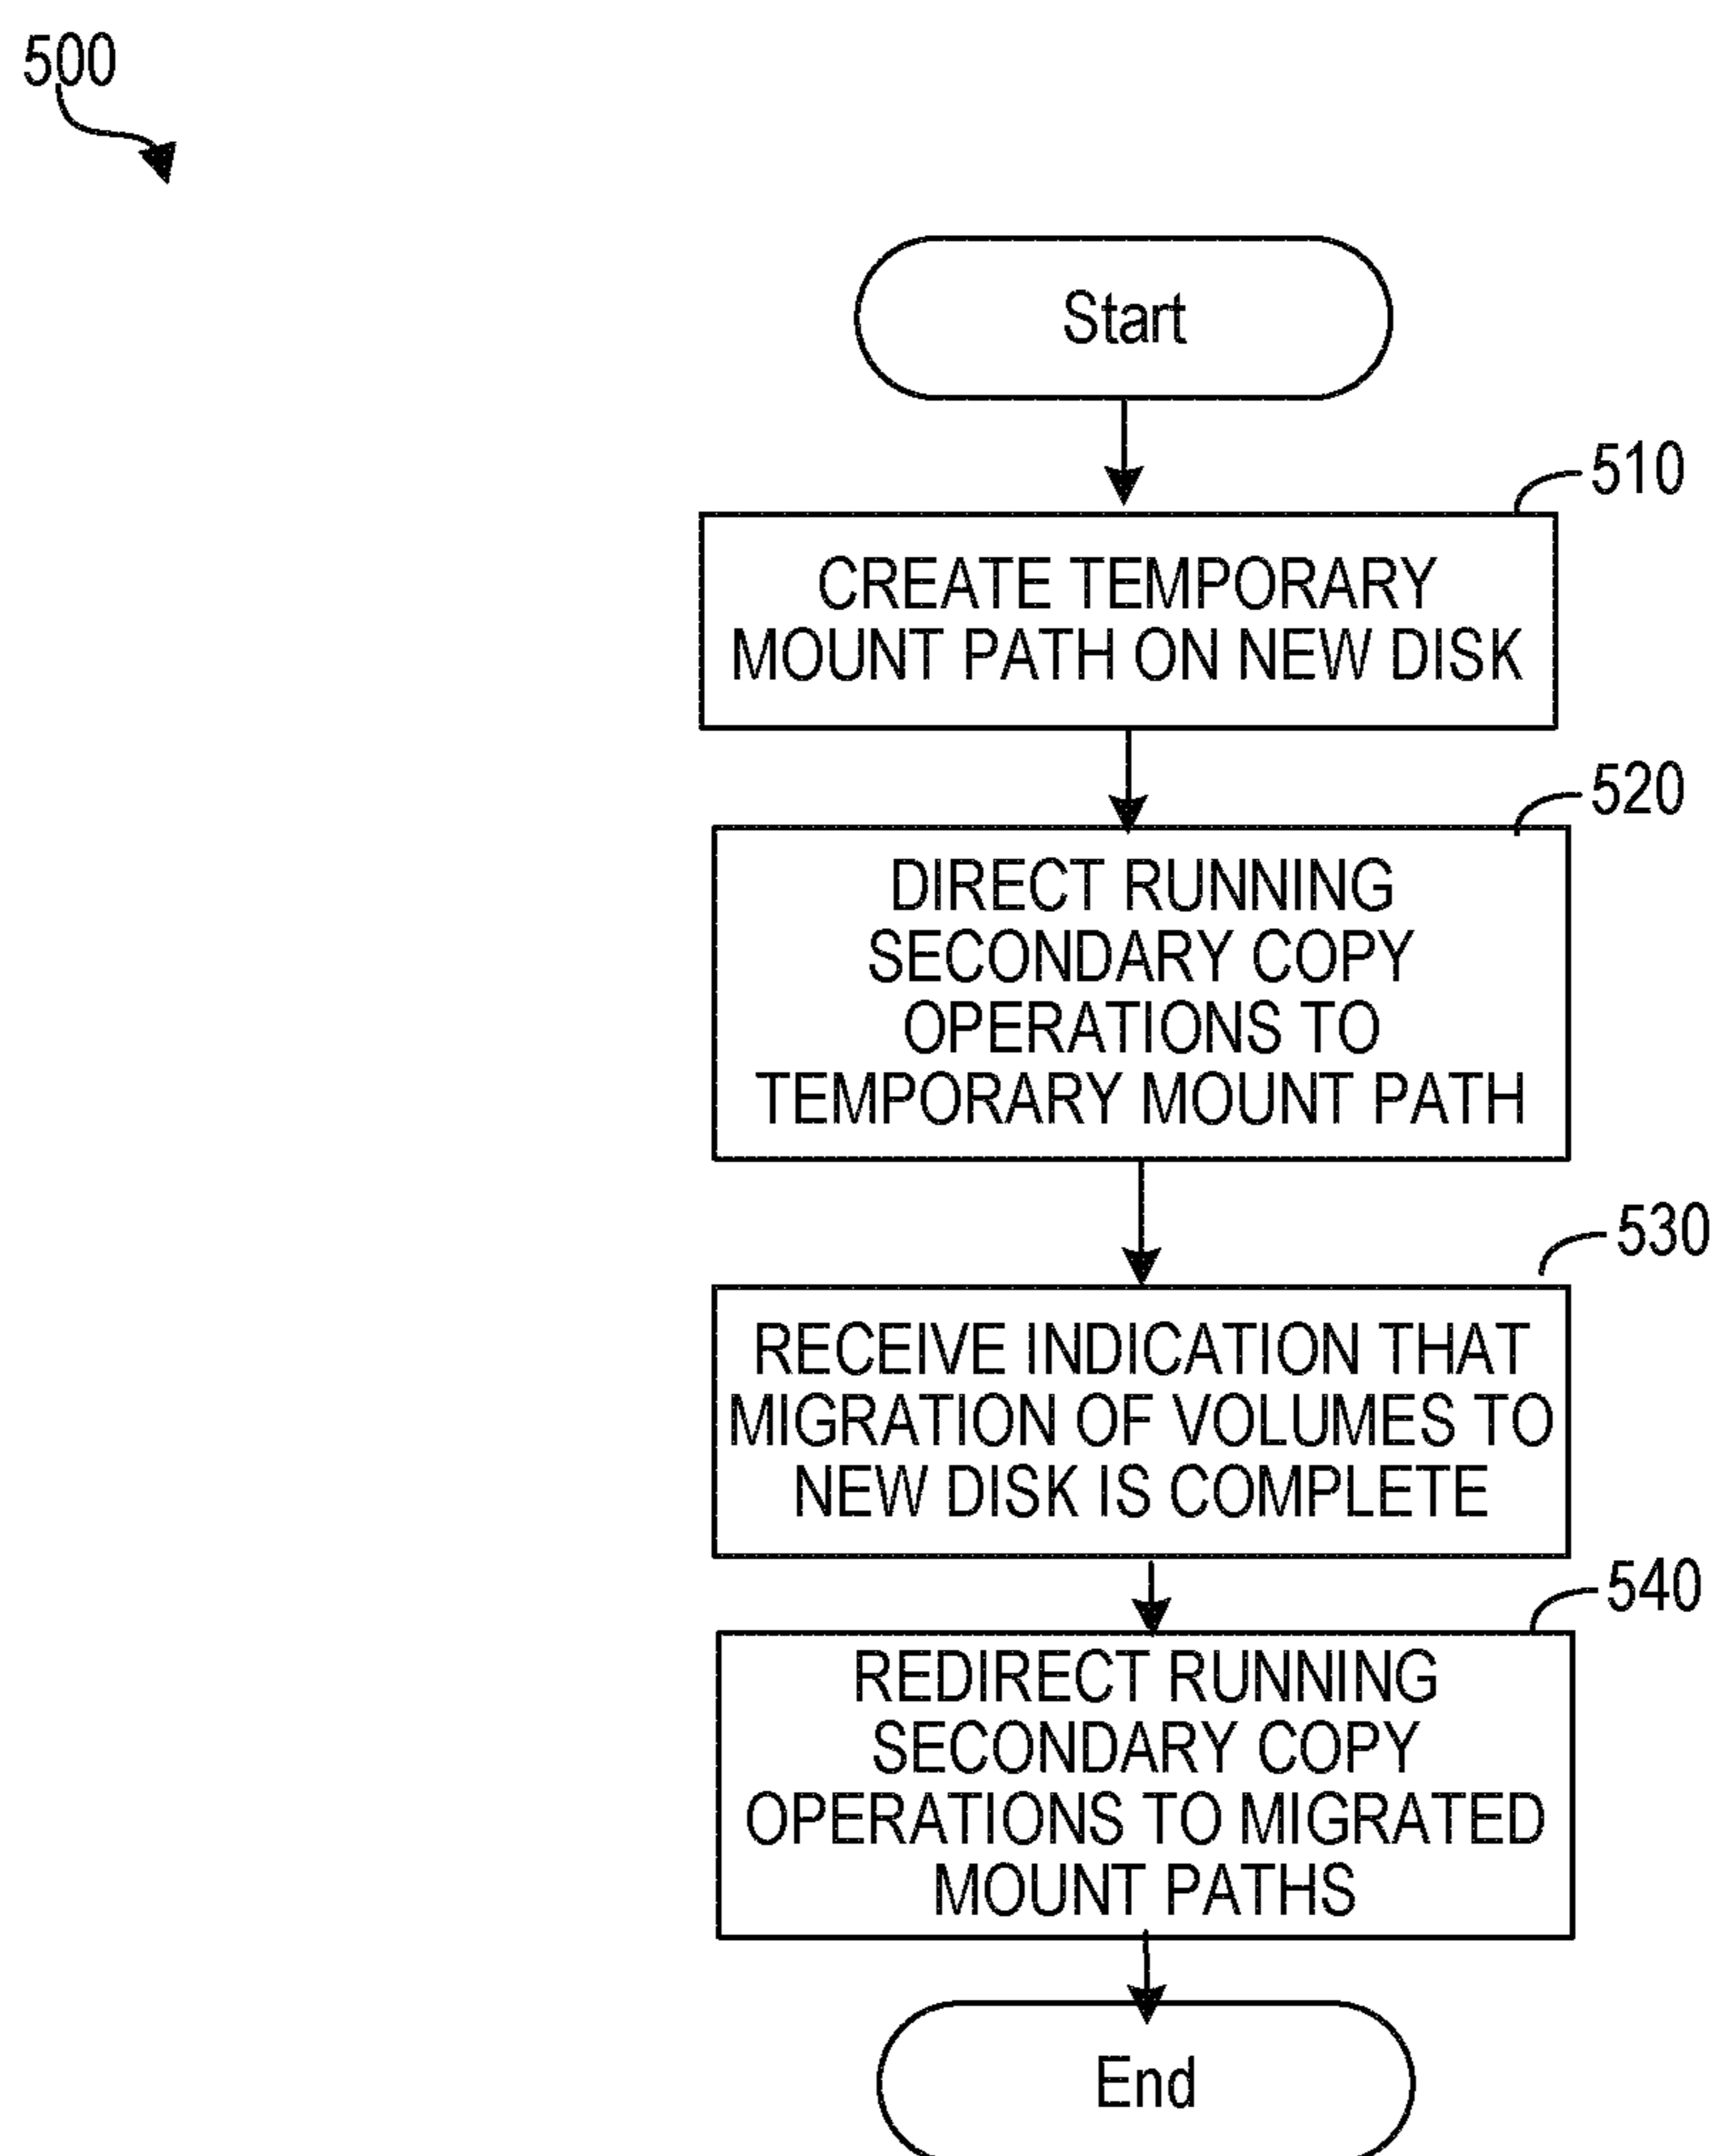 500
Start
510
CREATE TEMPORARY
MOUNT PATH ON NEW DISK
520
DIRECT RUNNING
SECONDARY COPY
OPERATIONS TO
TEMPORARY MOUNT PATH
530
RECEIVE INDICATION THAT
MIGRATION OF VOLUMES TO
NEW DISK IS COMPLETE
540
REDIRECT RUNNING
SECONDARY COPY
OPERATIONS TO MIGRATED
MOUNT PATHS
End